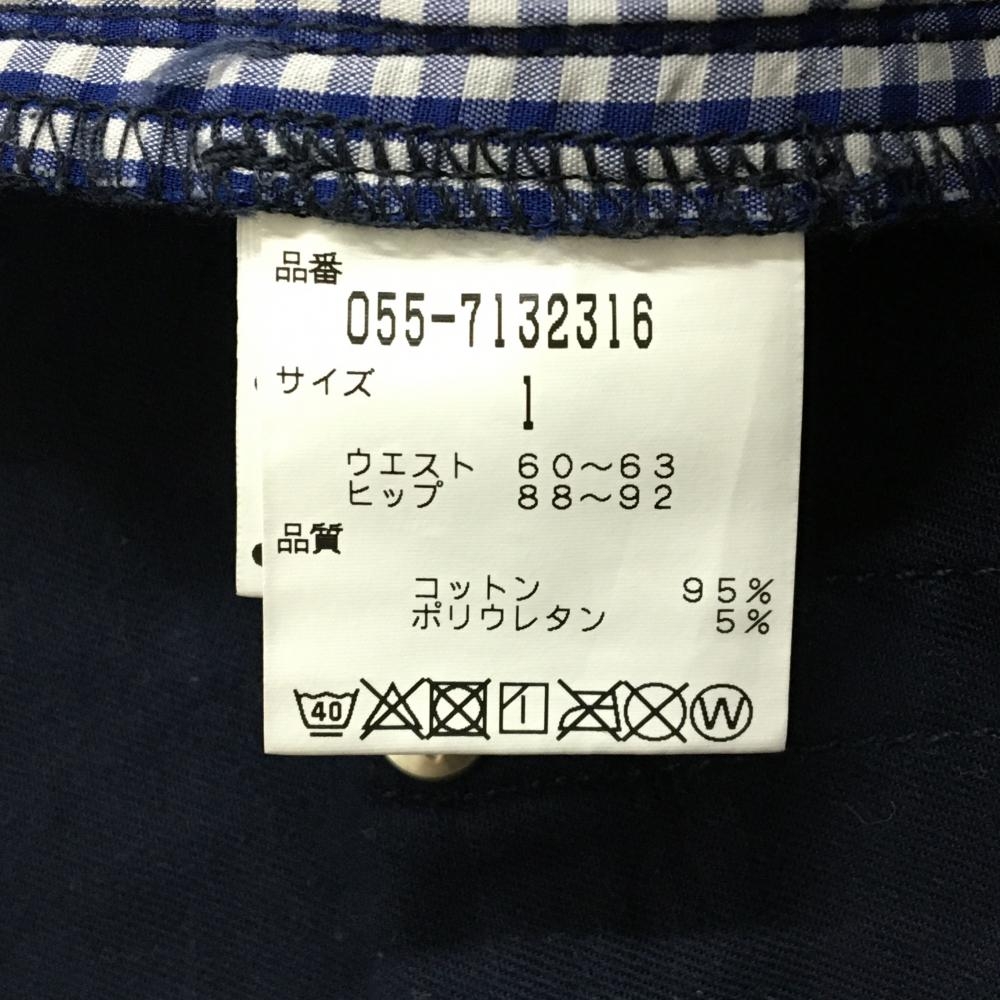 品番
055-7132316
サイズ
1
ウエスト 60〜63
ヒップ 88〜92
品質
コットン 95%
ポリウレタン 5%
40 W